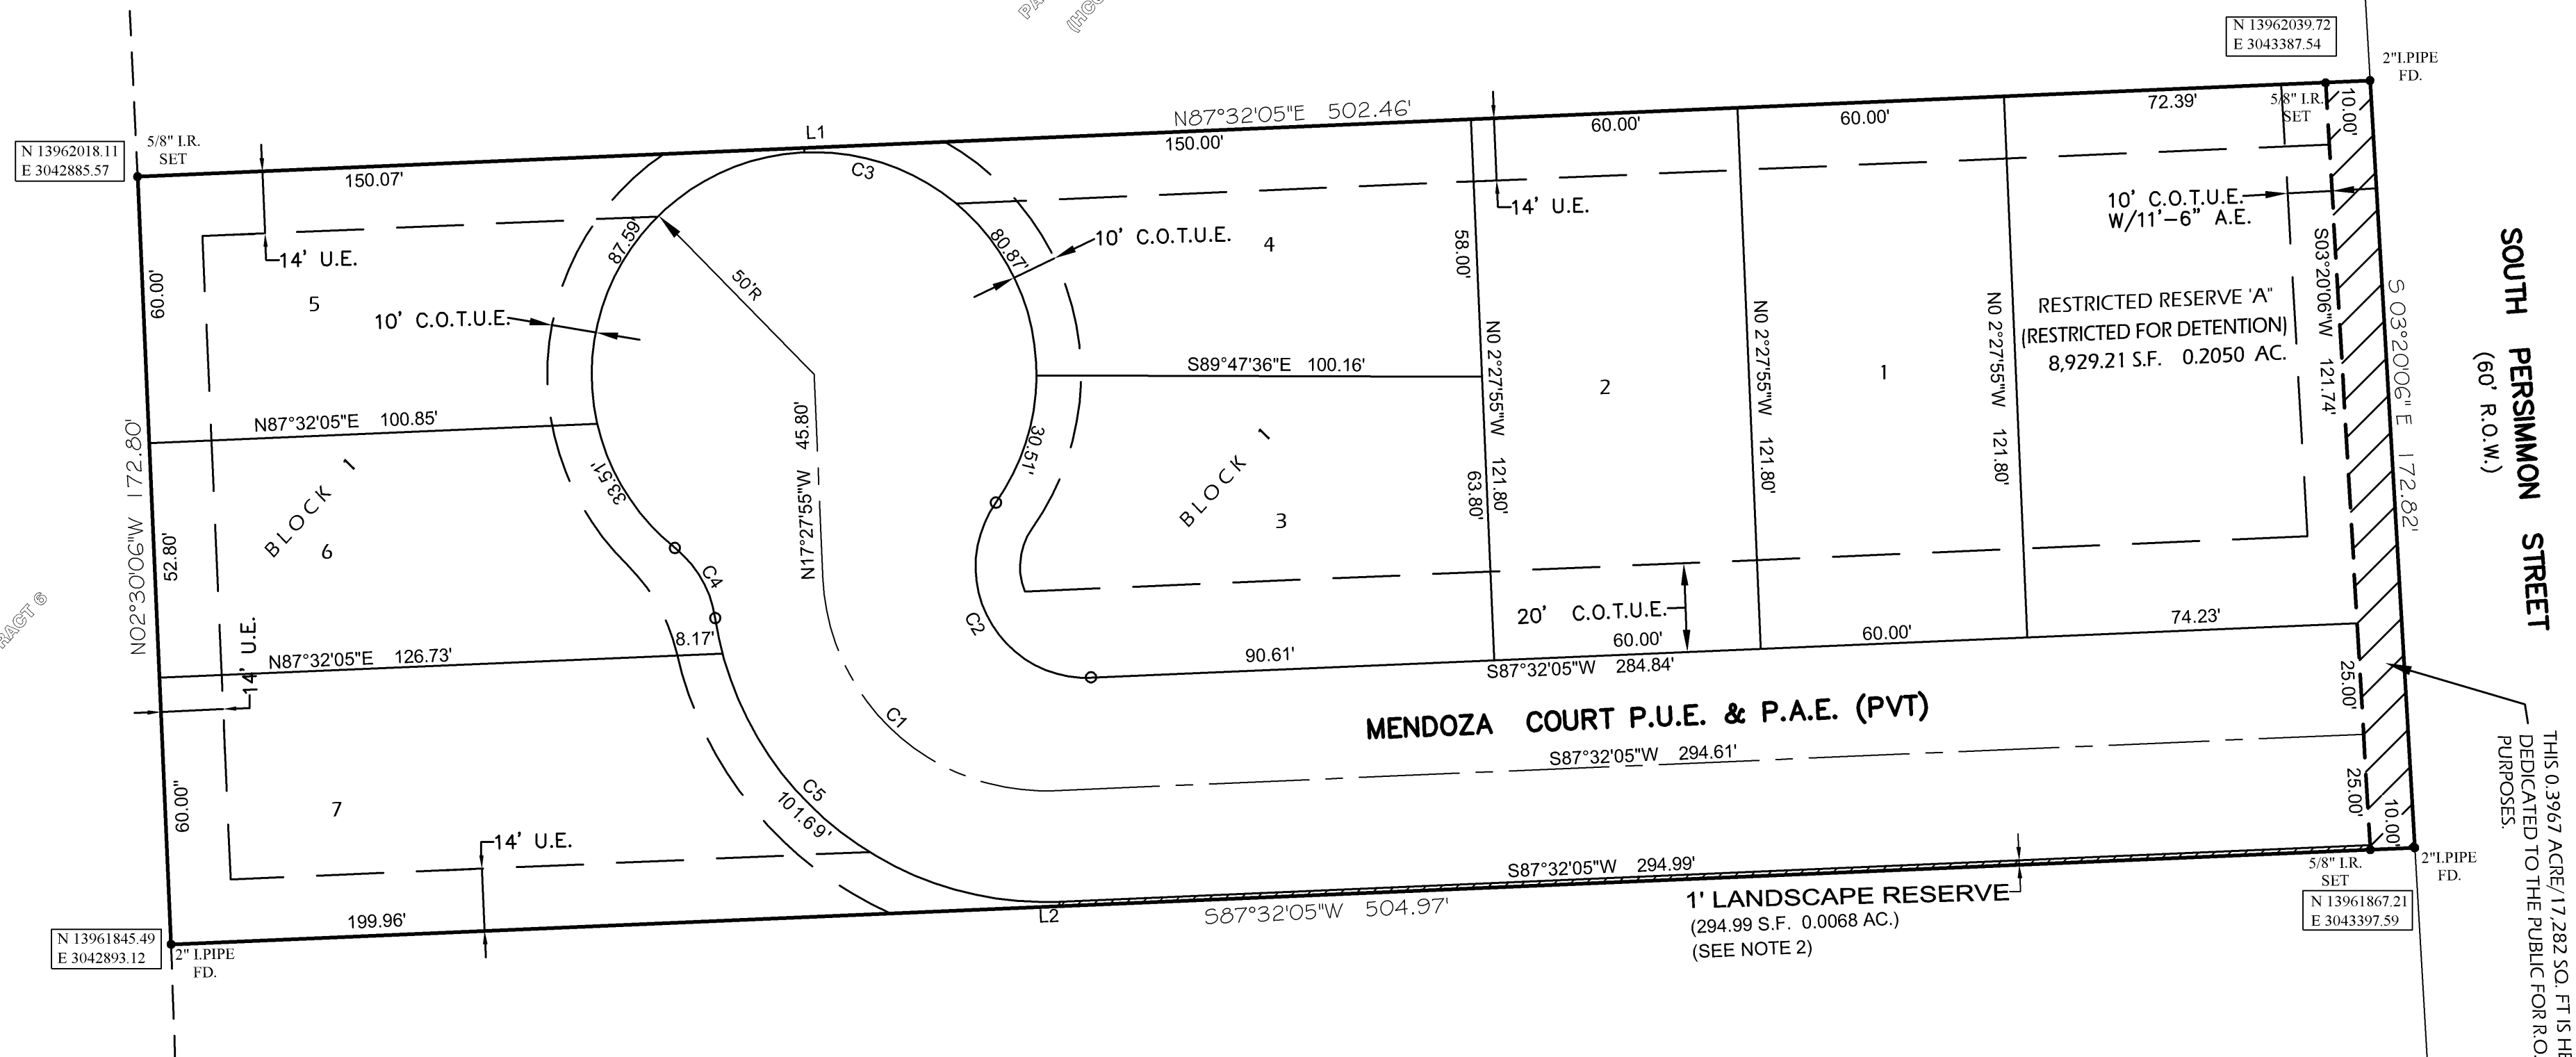 PA
(HCC
N 13962039.72
E 3043387.54
2"I.PIPE
FD.
N87°32'05"E 502.46'
L1
5/8" I.R.
SET
N 13962018.11
E 3042885.57
150.07'
C3
150.00'
60.00'
60.00'
72.39'
5/8" I.R.
SET
10.00'
14' U.E.
87.59'
80.87'
10' C.O.T.U.E.
4
14' U.E.
10' C.O.T.U.E.
W/11'-6" A.E.
60.00'
5
10' C.O.T.U.E.
50'R
58.00'
S03°20'06"W 121.74'
S 03°20'06" E 172.82'
SOUTH PERSIMMON STREET
(60' R.O.W.)
RESTRICTED RESERVE 'A"
(RESTRICTED FOR DETENTION)
8,929.21 S.F. 0.2050 AC.
S89°47'36"E 100.16'
N0 2°27'55"W 121.80'
2
N0 2°27'55"W 121.80'
1
N0 2°27'55"W 121.80'
N87°32'05"E 100.85'
N17°27'55"W 45.80'
30.51'
33.51'
BLOCK 1
BLOCK 1
63.80'
3
N02°30'06"W 172.80'
52.80'
6
C4
C2
RACT 6
14' U.E.
8.17'
N87°32'05"E 126.73'
20' C.O.T.U.E.
90.61'
60.00'
60.00'
74.23'
S87°32'05"W 284.84'
25.00'
C1
MENDOZA COURT P.U.E. & P.A.E. (PVT)
S87°32'05"W 294.61'
25.00'
10.00'
THIS 0.3967 ACRE/17,282 SQ. FT IS HE
DEDICATED TO THE PUBLIC FOR R.O.
PURPOSES.
60.00"
7
C5
101.69'
14' U.E.
199.96'
L2
S87°32'05"W 294.99'
S87°32'05"W 504.97'
1' LANDSCAPE RESERVE
(294.99 S.F. 0.0068 AC.)
(SEE NOTE 2)
5/8" I.R.
SET
2"I.PIPE
FD.
N 13961867.21
E 3043397.59
N 13961845.49
E 3042893.12
2" I.PIPE
FD.